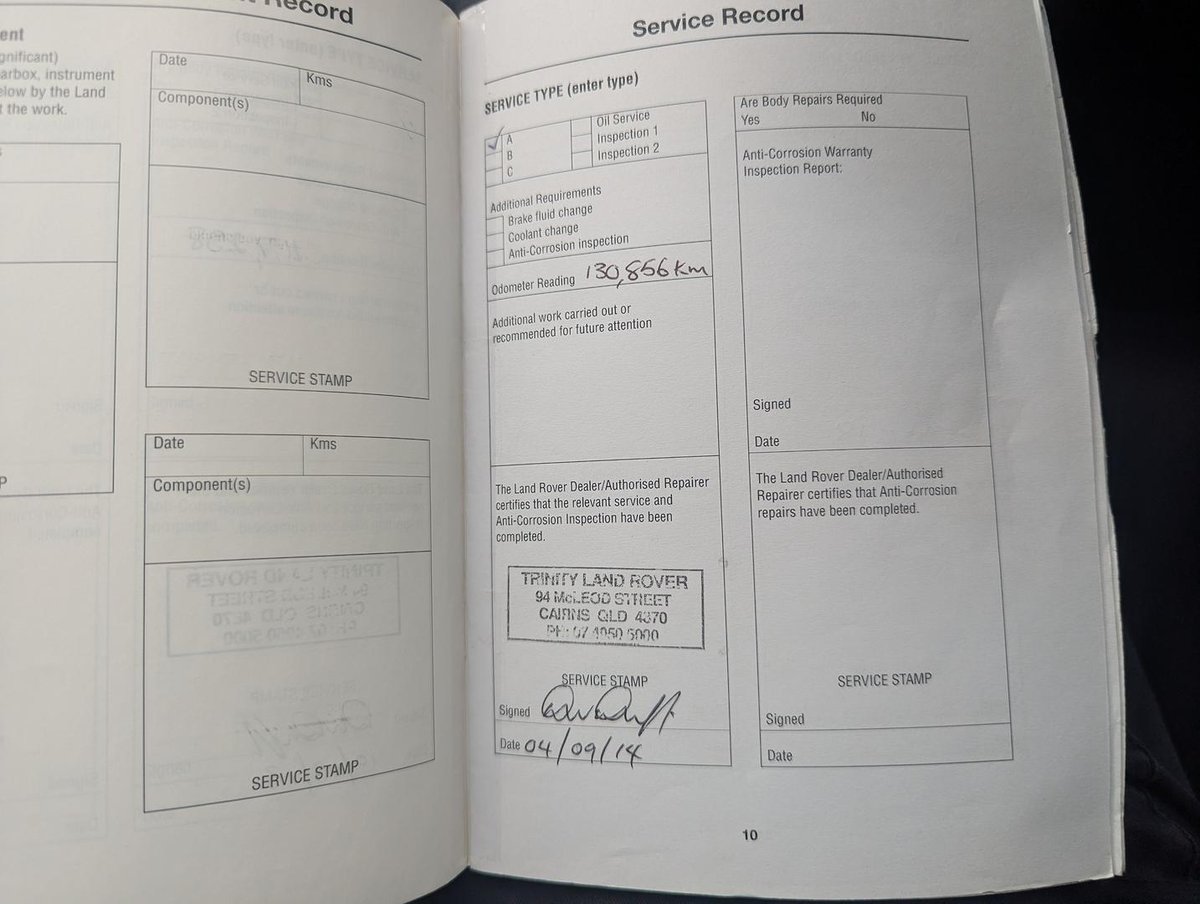 ent
gnificant)
arbox, instrument
elow by the Land
t the work.
Record
Date
Kms
Component(s)
SERVICE STAMP
Date
Kms
Component(s)
SERVICE STAMP
Service Record
SERVICE TYPE (enter type)
A
B
C
Oil Service
Inspection 1
Inspection 2
Additional Requirements
Brake fluid change
Coolant change
Anti-Corrosion inspection
Odometer Reading 130,856 Km
Additional work carried out or
recommended for future attention
The Land Rover Dealer/Authorised Repairer
certifies that the relevant service and
Anti-Corrosion Inspection have been
completed.
TRINITY LAND ROVER
94 McLEOD STREET
CAIRNS QLD 4370
PH: 07 4050 5000
SERVICE STAMP
Signed
Date 04/09/14
Are Body Repairs Required
Yes No
Anti-Corrosion Warranty
Inspection Report:
Signed
Date
The Land Rover Dealer/Authorised
Repairer certifies that Anti-Corrosion
repairs have been completed.
SERVICE STAMP
Signed
Date
10